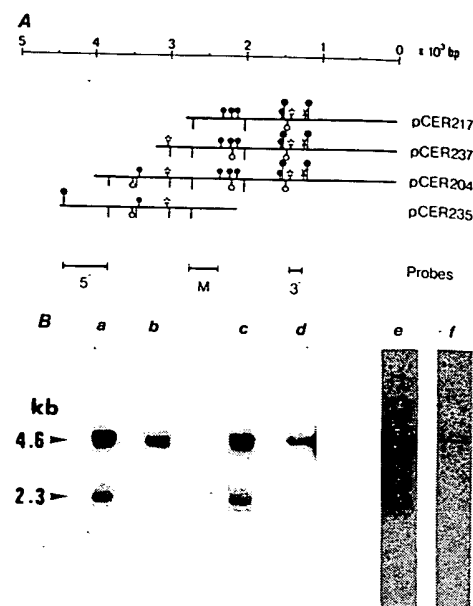 A
5 4 3 2 1 0 x 10³ bp
pCER217
pCER237
pCER204
pCER235
5´ M 3´ Probes
B a b c d e f
kb
4.6
2.3